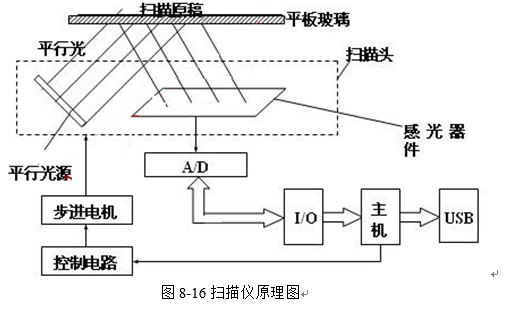 扫描原稿
平板玻璃
平行光
扫描头
感光器
件
平行光源
A/D
步进电机
I/O
主
机
USB
控制电路
图 8-16 扫描仪原理图